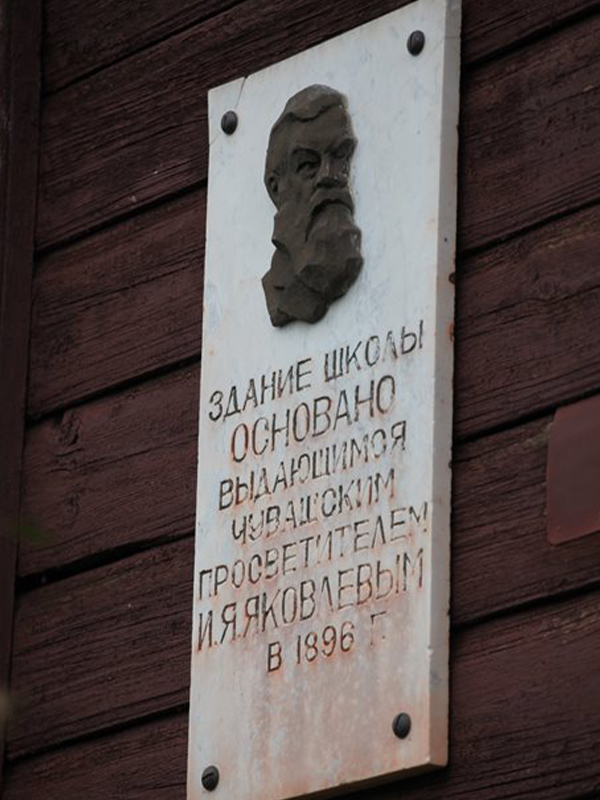 ЗДАНИЕ ШКОЛЫ
ОСНОВАНО
ВЫДАЮЩИМСЯ
ЧУВАШСКИМ
ПРОСВЕТИТЕЛЕМ
И.Я.ЯКОВЛЕВЫМ
В 1896 Г.